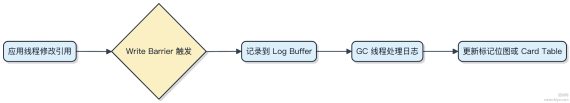 应用线程修改引用
Write Barrier 触发
记录到 Log Buffer
GC 线程处理日志
更新标记位图或 Card Table